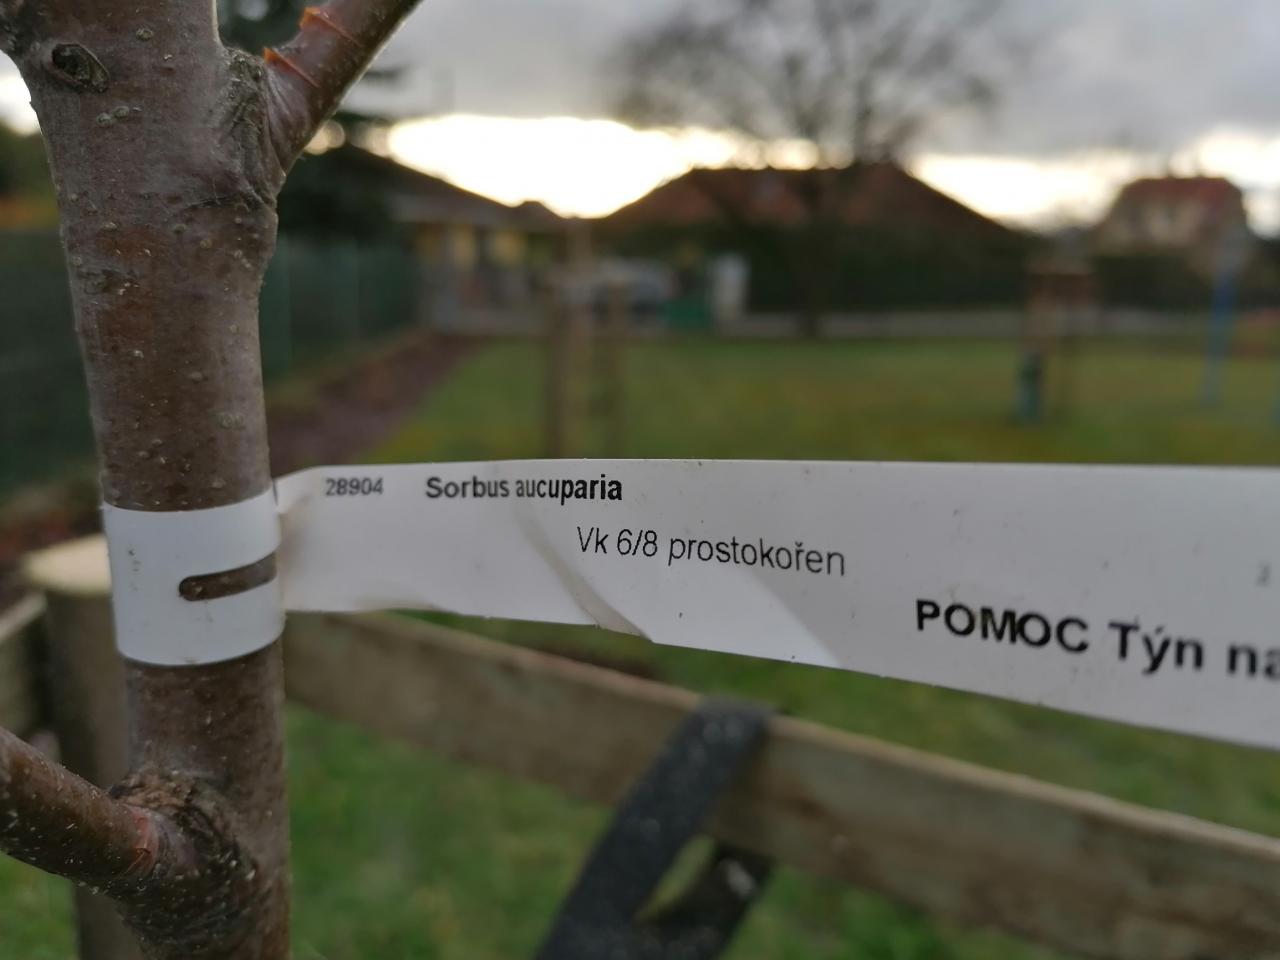 28904 Sorbus aucuparia
Vk 6/8 prostokořen
POMOC Týn na